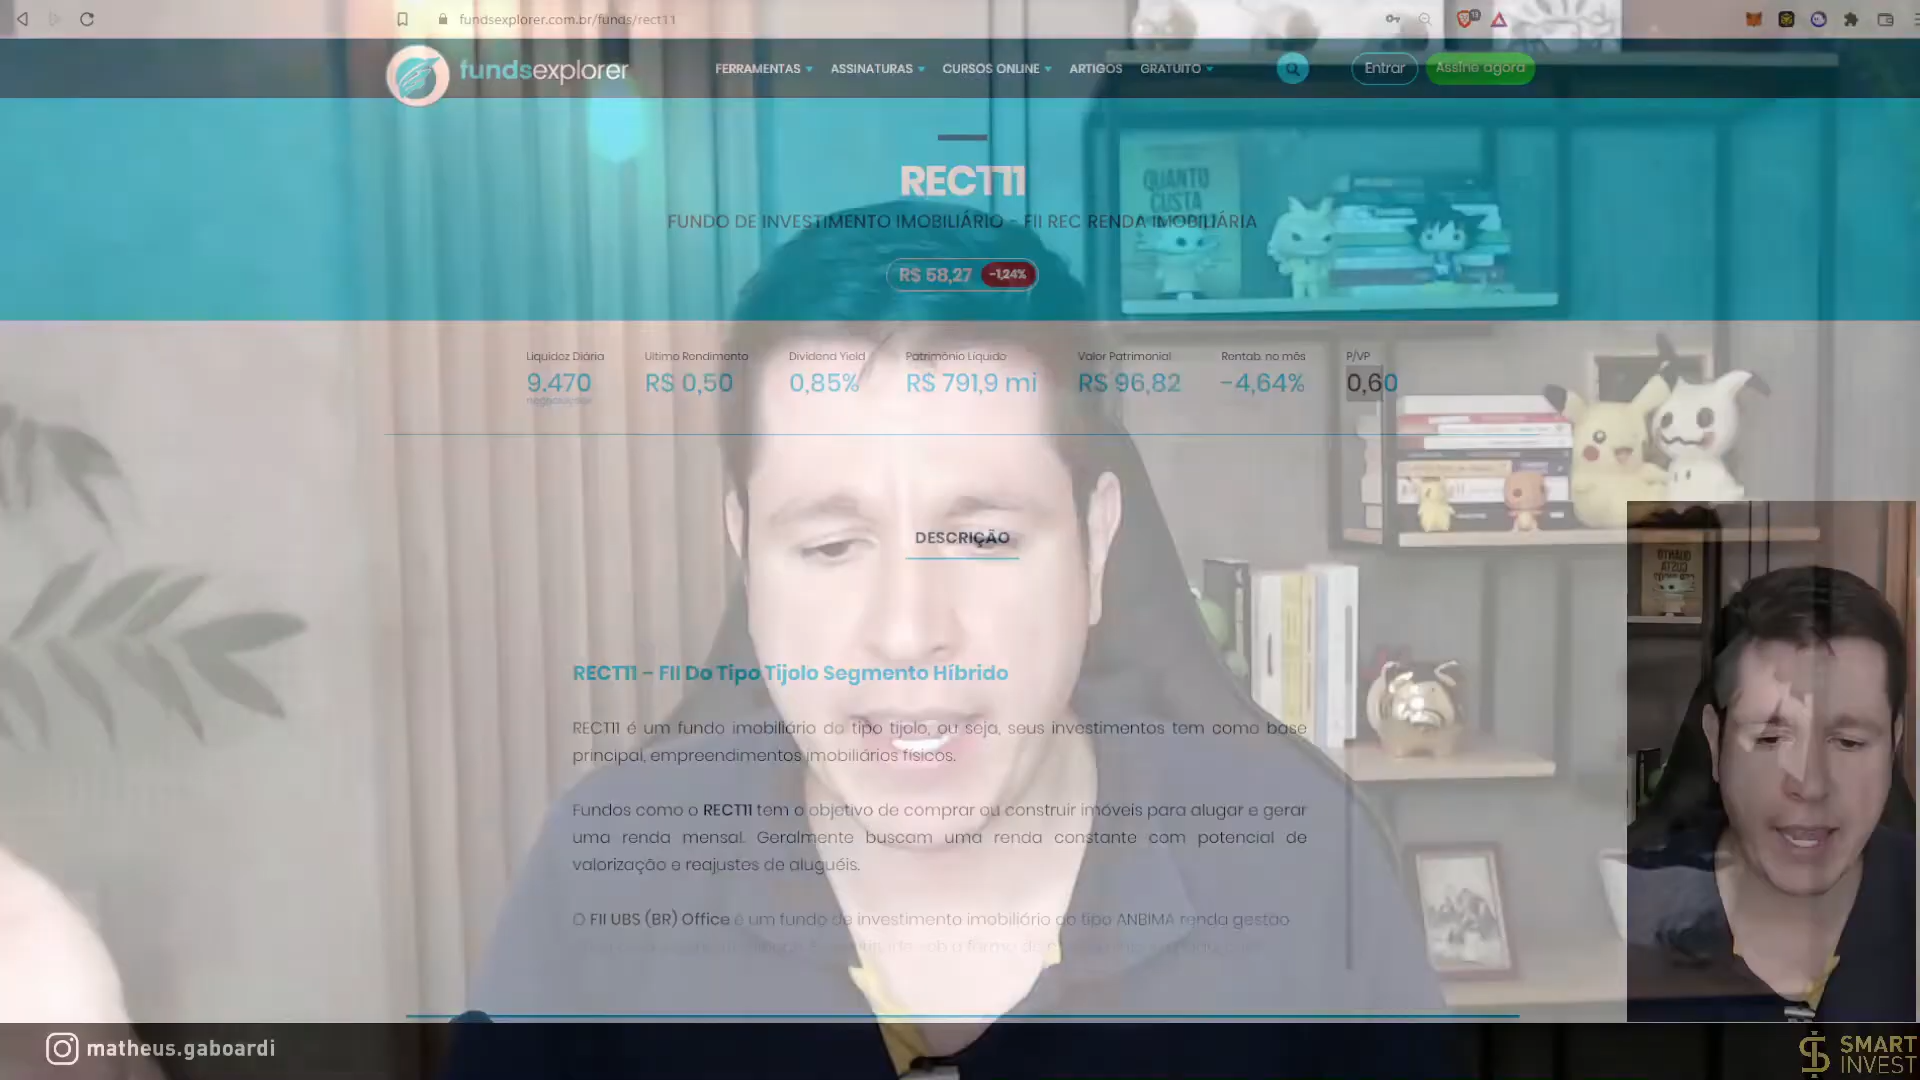 fundsexplorer.com.br/funds/rect11
fundsexplorer
FERRAMENTAS ASSINATURAS CURSOS ONLINE ARTIGOS GRATUITO
Entrar
Assine agora
RECT11
FUNDO DE INVESTIMENTO IMOBILIÁRIO - FII REC RENDA IMOBILIÁRIA
R$ 58,27 -1,24%
Liquidez Diária Último Rendimento Dividend Yield Patrimônio Líquido Valor Patrimonial Rentab. no mês P/VP
9.470 R$ 0,50 0,85% R$ 791,9 mi R$ 96,82 -4,64% 0,60
negociações
QUANTO
CUSTA
DESCRIÇÃO
RECT11 – FII Do Tipo Tijolo Segmento Híbrido
RECT11 é um fundo imobiliário do tipo tijolo, ou seja, seus investimentos tem como base
principal, empreendimentos imobiliários físicos.
Fundos como o RECT11 tem o objetivo de comprar ou construir imóveis para alugar e gerar
uma renda mensal. Geralmente buscam uma renda constante com potencial de
valorização e reajustes de aluguéis.
O FII UBS (BR) Office é um fundo de investimento imobiliário do tipo ANBIMA renda gestão
matheus.gaboardi
SMART
INVEST